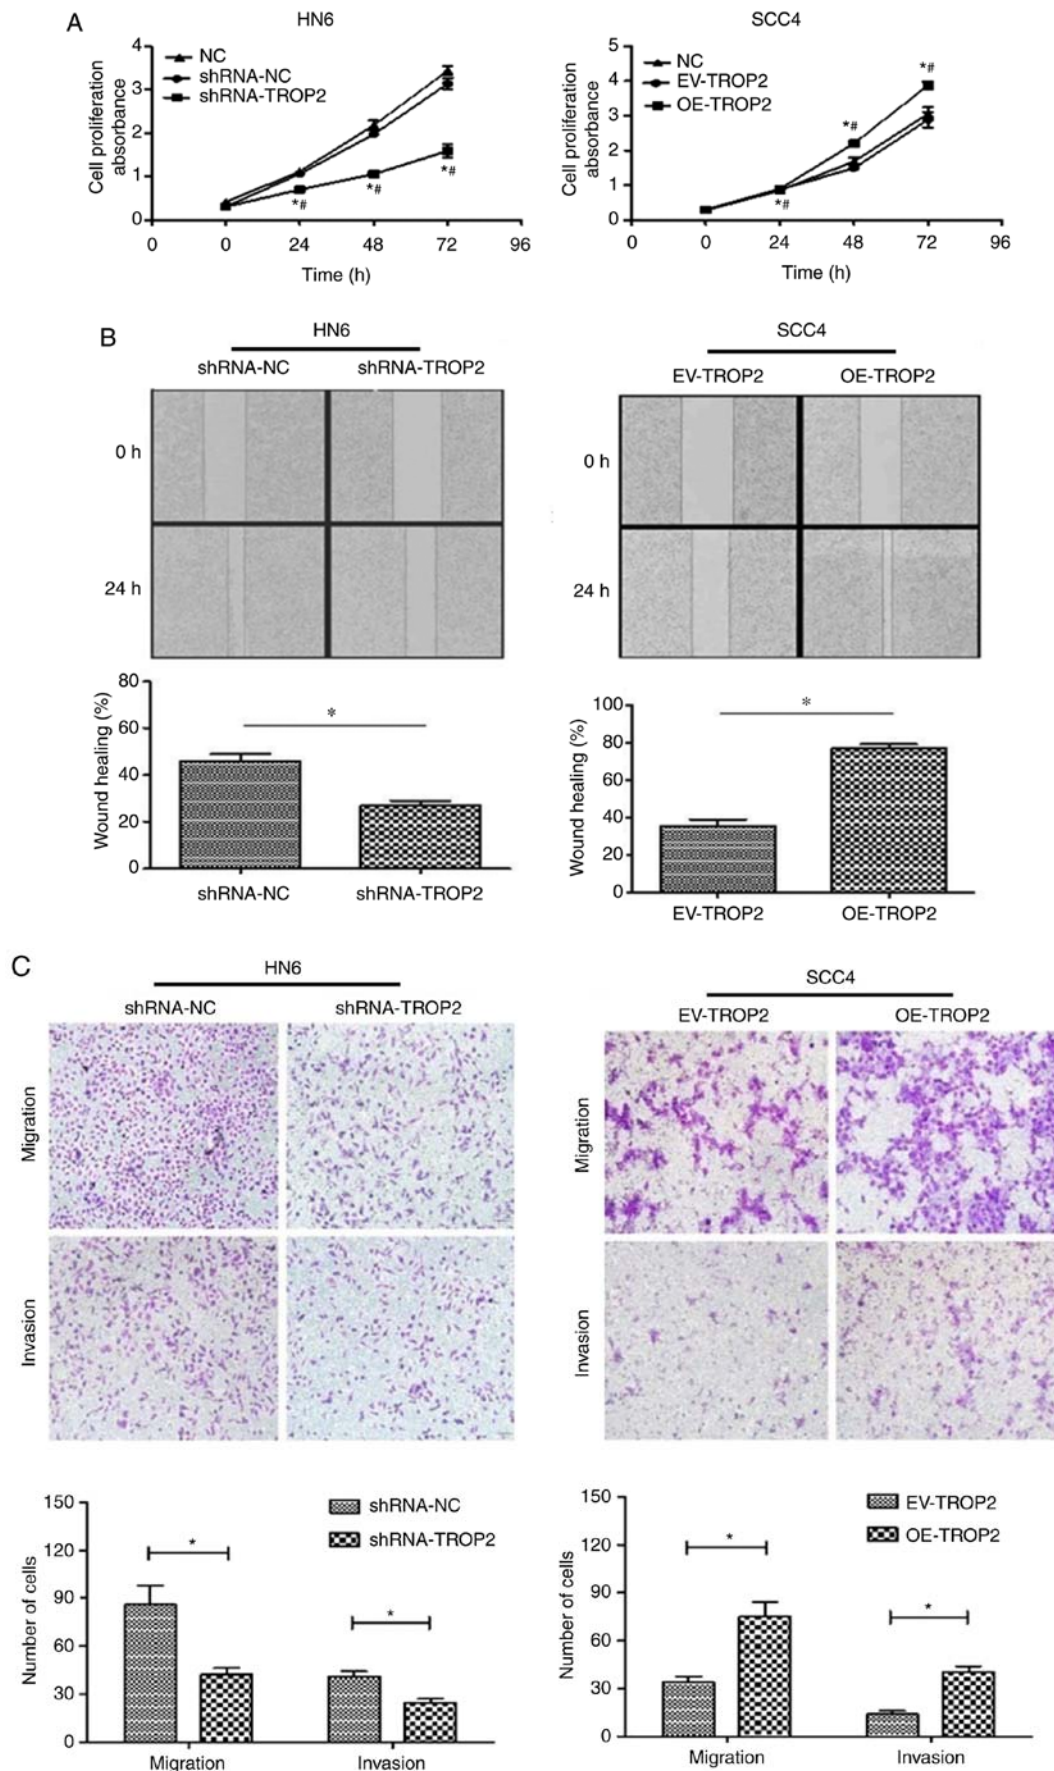 A
HN6
4
3
2
1
0
NC
shRNA-NC
shRNA-TROP2
*#
*#
*#
0 0 24 48 72 96
Time (h)
Cell proliferation
absorbance
SCC4
5
4
3
2
1
0
NC
EV-TROP2
OE-TROP2
*#
*#
*#
0 0 24 48 72 96
Time (h)
Cell proliferation
absorbance
B
HN6
shRNA-NC shRNA-TROP2
0 h
24 h
SCC4
EV-TROP2 OE-TROP2
0 h
24 h
80
60
40
20
0
Wound healing (%)
*
shRNA-NC shRNA-TROP2
100
80
60
40
20
0
Wound healing (%)
*
EV-TROP2 OE-TROP2
C
HN6
shRNA-NC shRNA-TROP2
Migration
Invasion
SCC4
EV-TROP2 OE-TROP2
Migration
Invasion
150
120
90
60
30
0
Number of cells
shRNA-NC
shRNA-TROP2
*
*
Migration Invasion
150
120
90
60
30
0
Number of cells
EV-TROP2
OE-TROP2
*
*
Migration Invasion